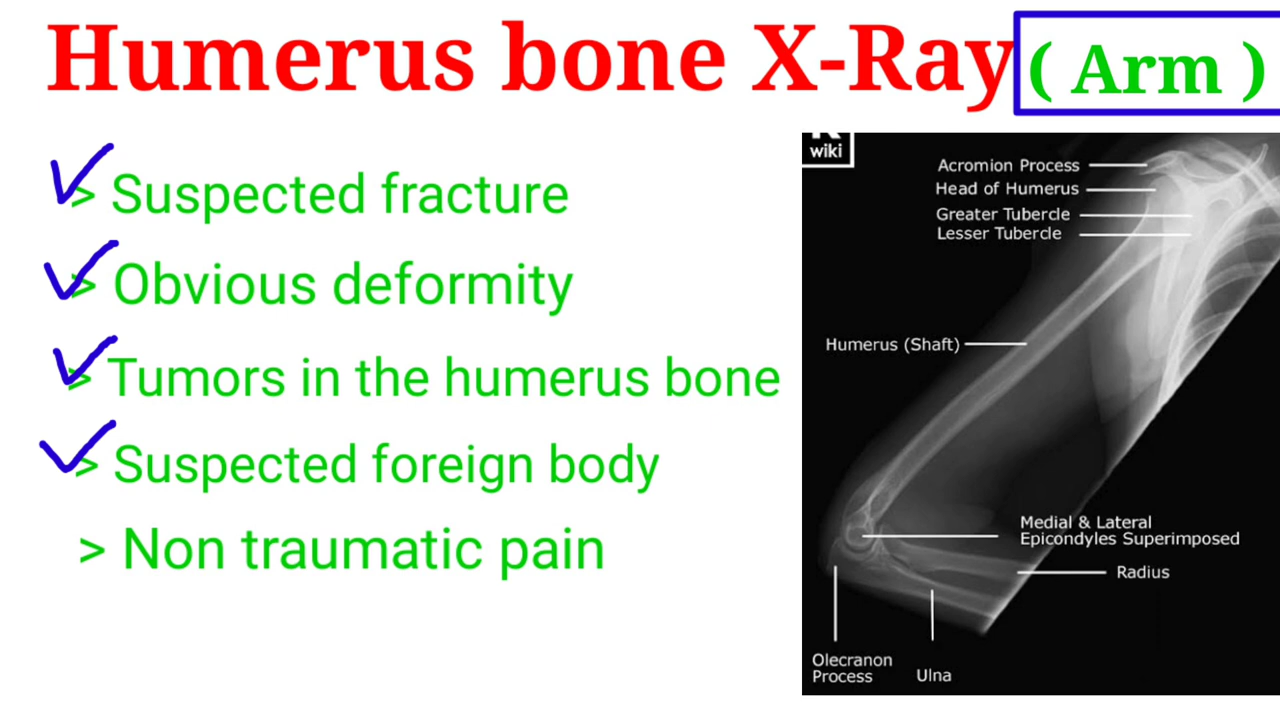 Humerus bone X-Ray ( Arm )
> Suspected fracture
> Obvious deformity
> Tumors in the humerus bone
> Suspected foreign body
> Non traumatic pain
wiki
Acromion Process
Head of Humerus
Greater Tubercle
Lesser Tubercle
Humerus (Shaft)
Medial & Lateral
Epicondyles Superimposed
Radius
Olecranon
Process
Ulna